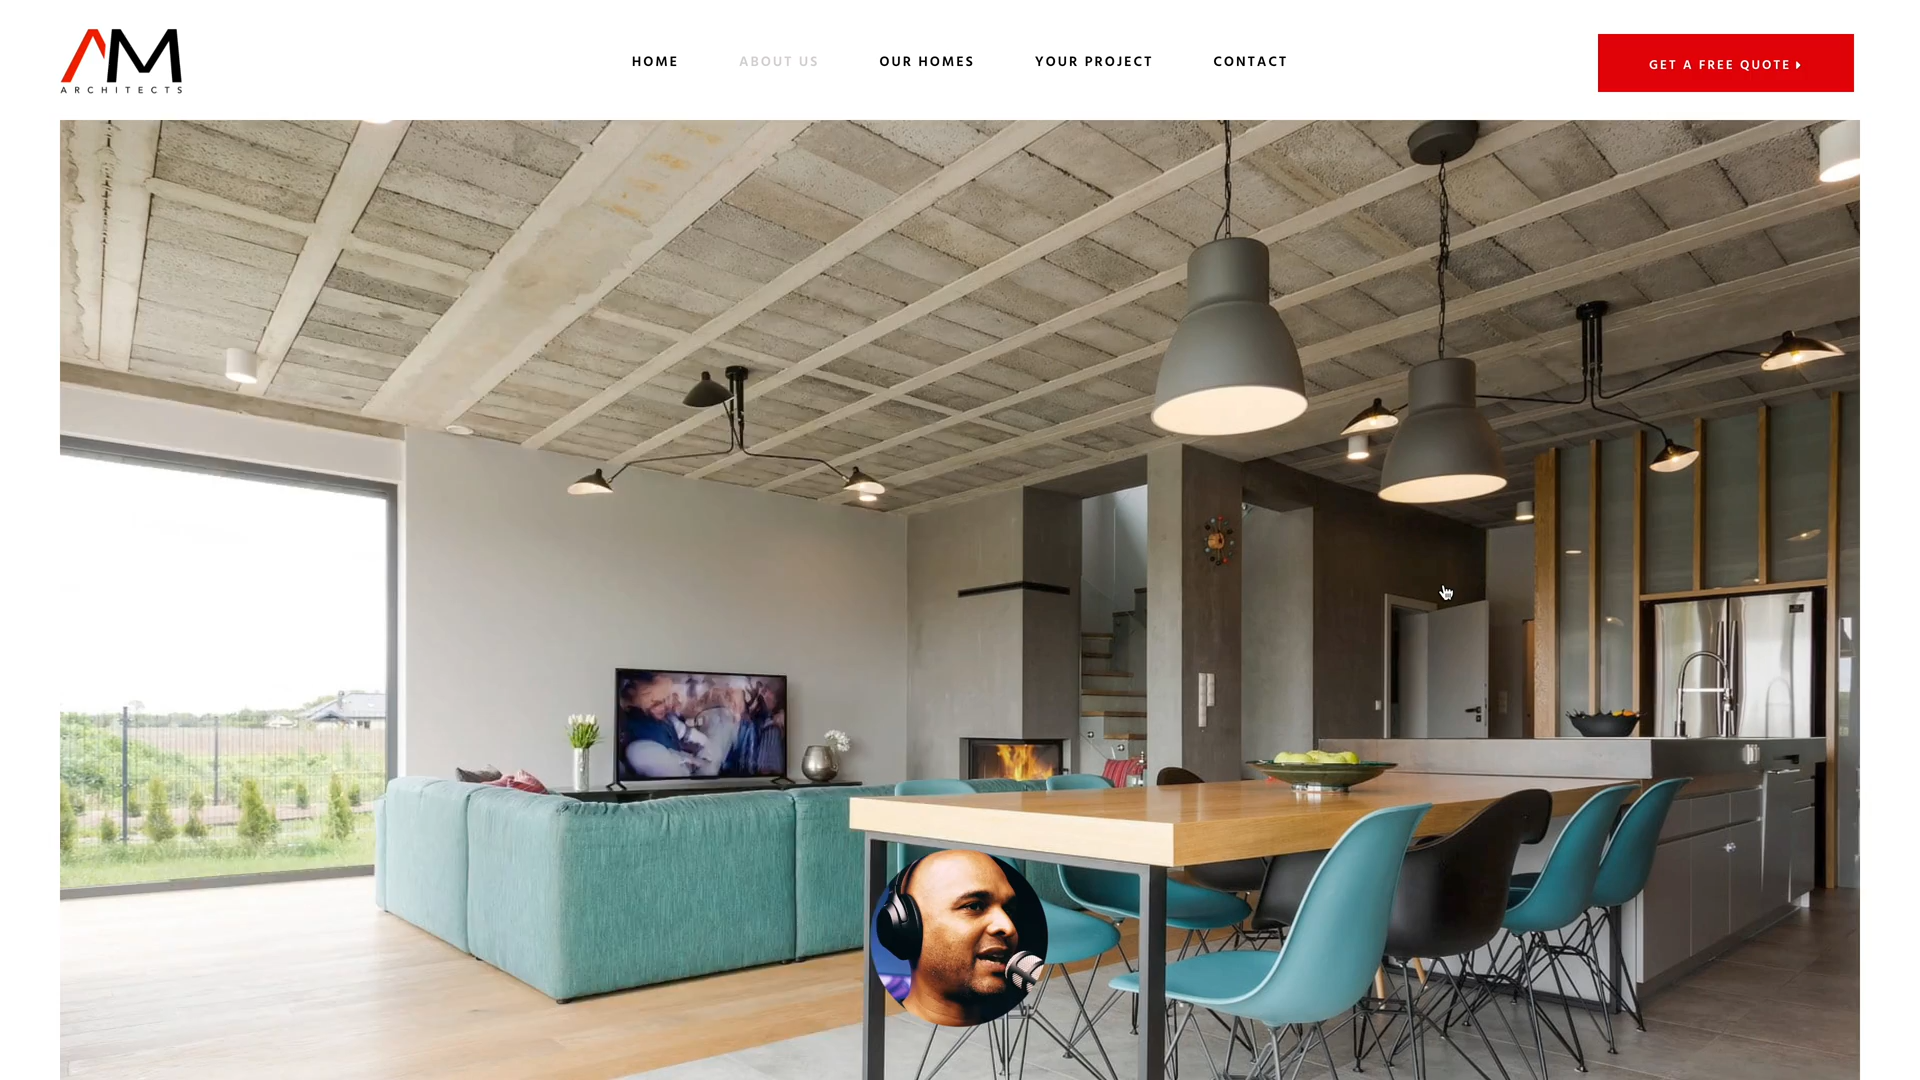 AM
ARCHITECTS
HOME
ABOUT US
OUR HOMES
YOUR PROJECT
CONTACT
GET A FREE QUOTE